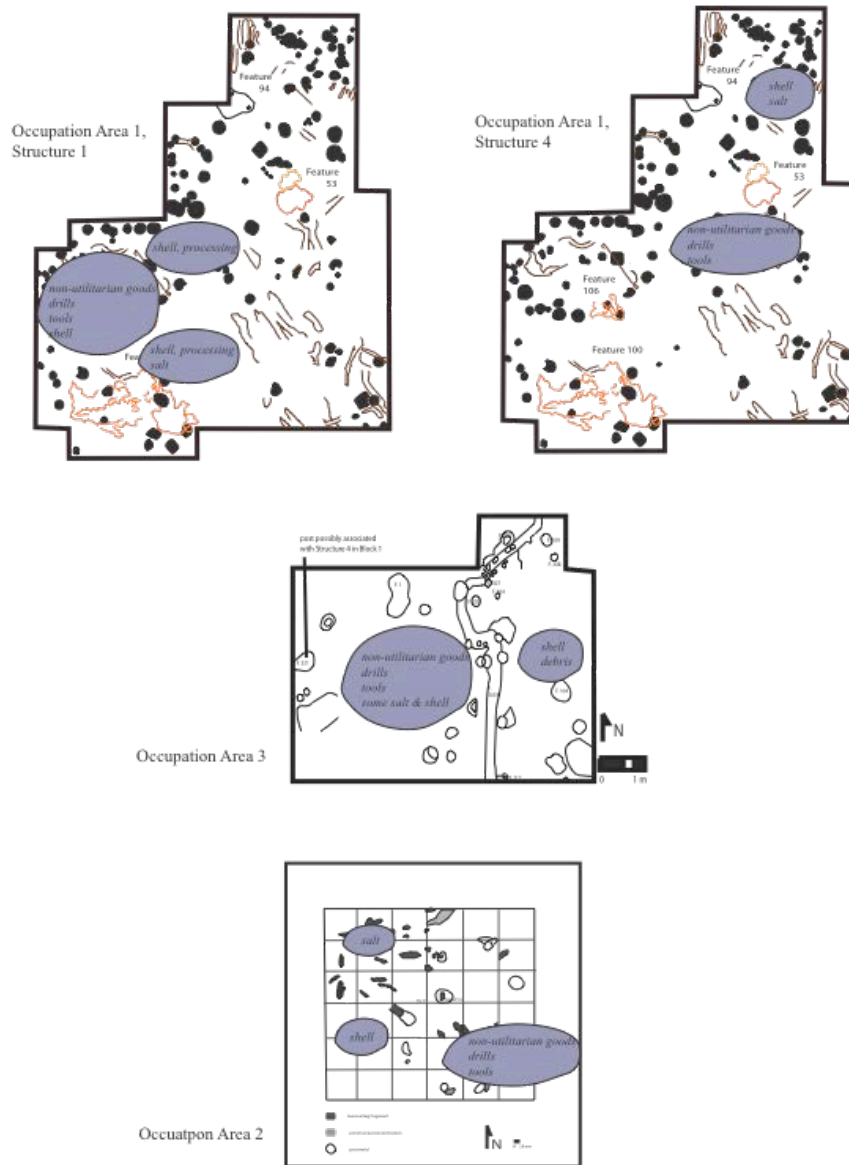 Feature
94
Occupation Area 1,
Structure 1
Feature
53
shell, processing
non-utilitarian goods
drills
tools
shell
shell, processing
salt
Fea
Feature
94
shell
salt
Occupation Area 1,
Structure 4
Feature
53
non-utilitarian goods
drills
tools
Feature
106
Feature 100
post possibly associated
with Structure 4 in Block 1
non-utilitarian goods
drills
tools
some salt & shell
shell
debris
N
0 1 m
Occupation Area 3
salt
shell
non-utilitarian goods
drills
tools
N
Occuatpon Area 2